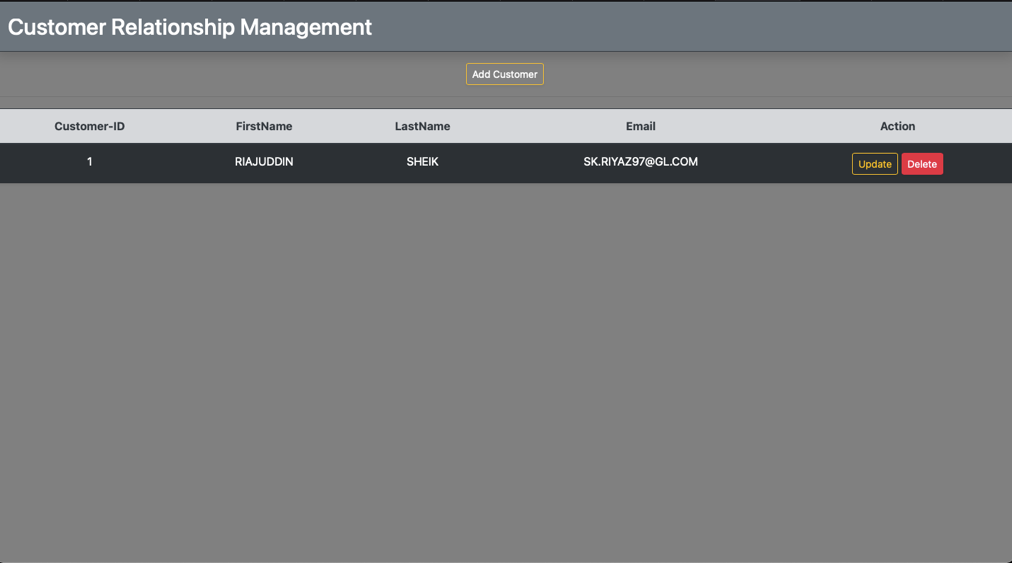 Customer Relationship Management
Add Customer
Customer-ID FirstName LastName Email Action
1 RIAJUDDIN SHEIK SK.RIYAZ97@GL.COM Update Delete